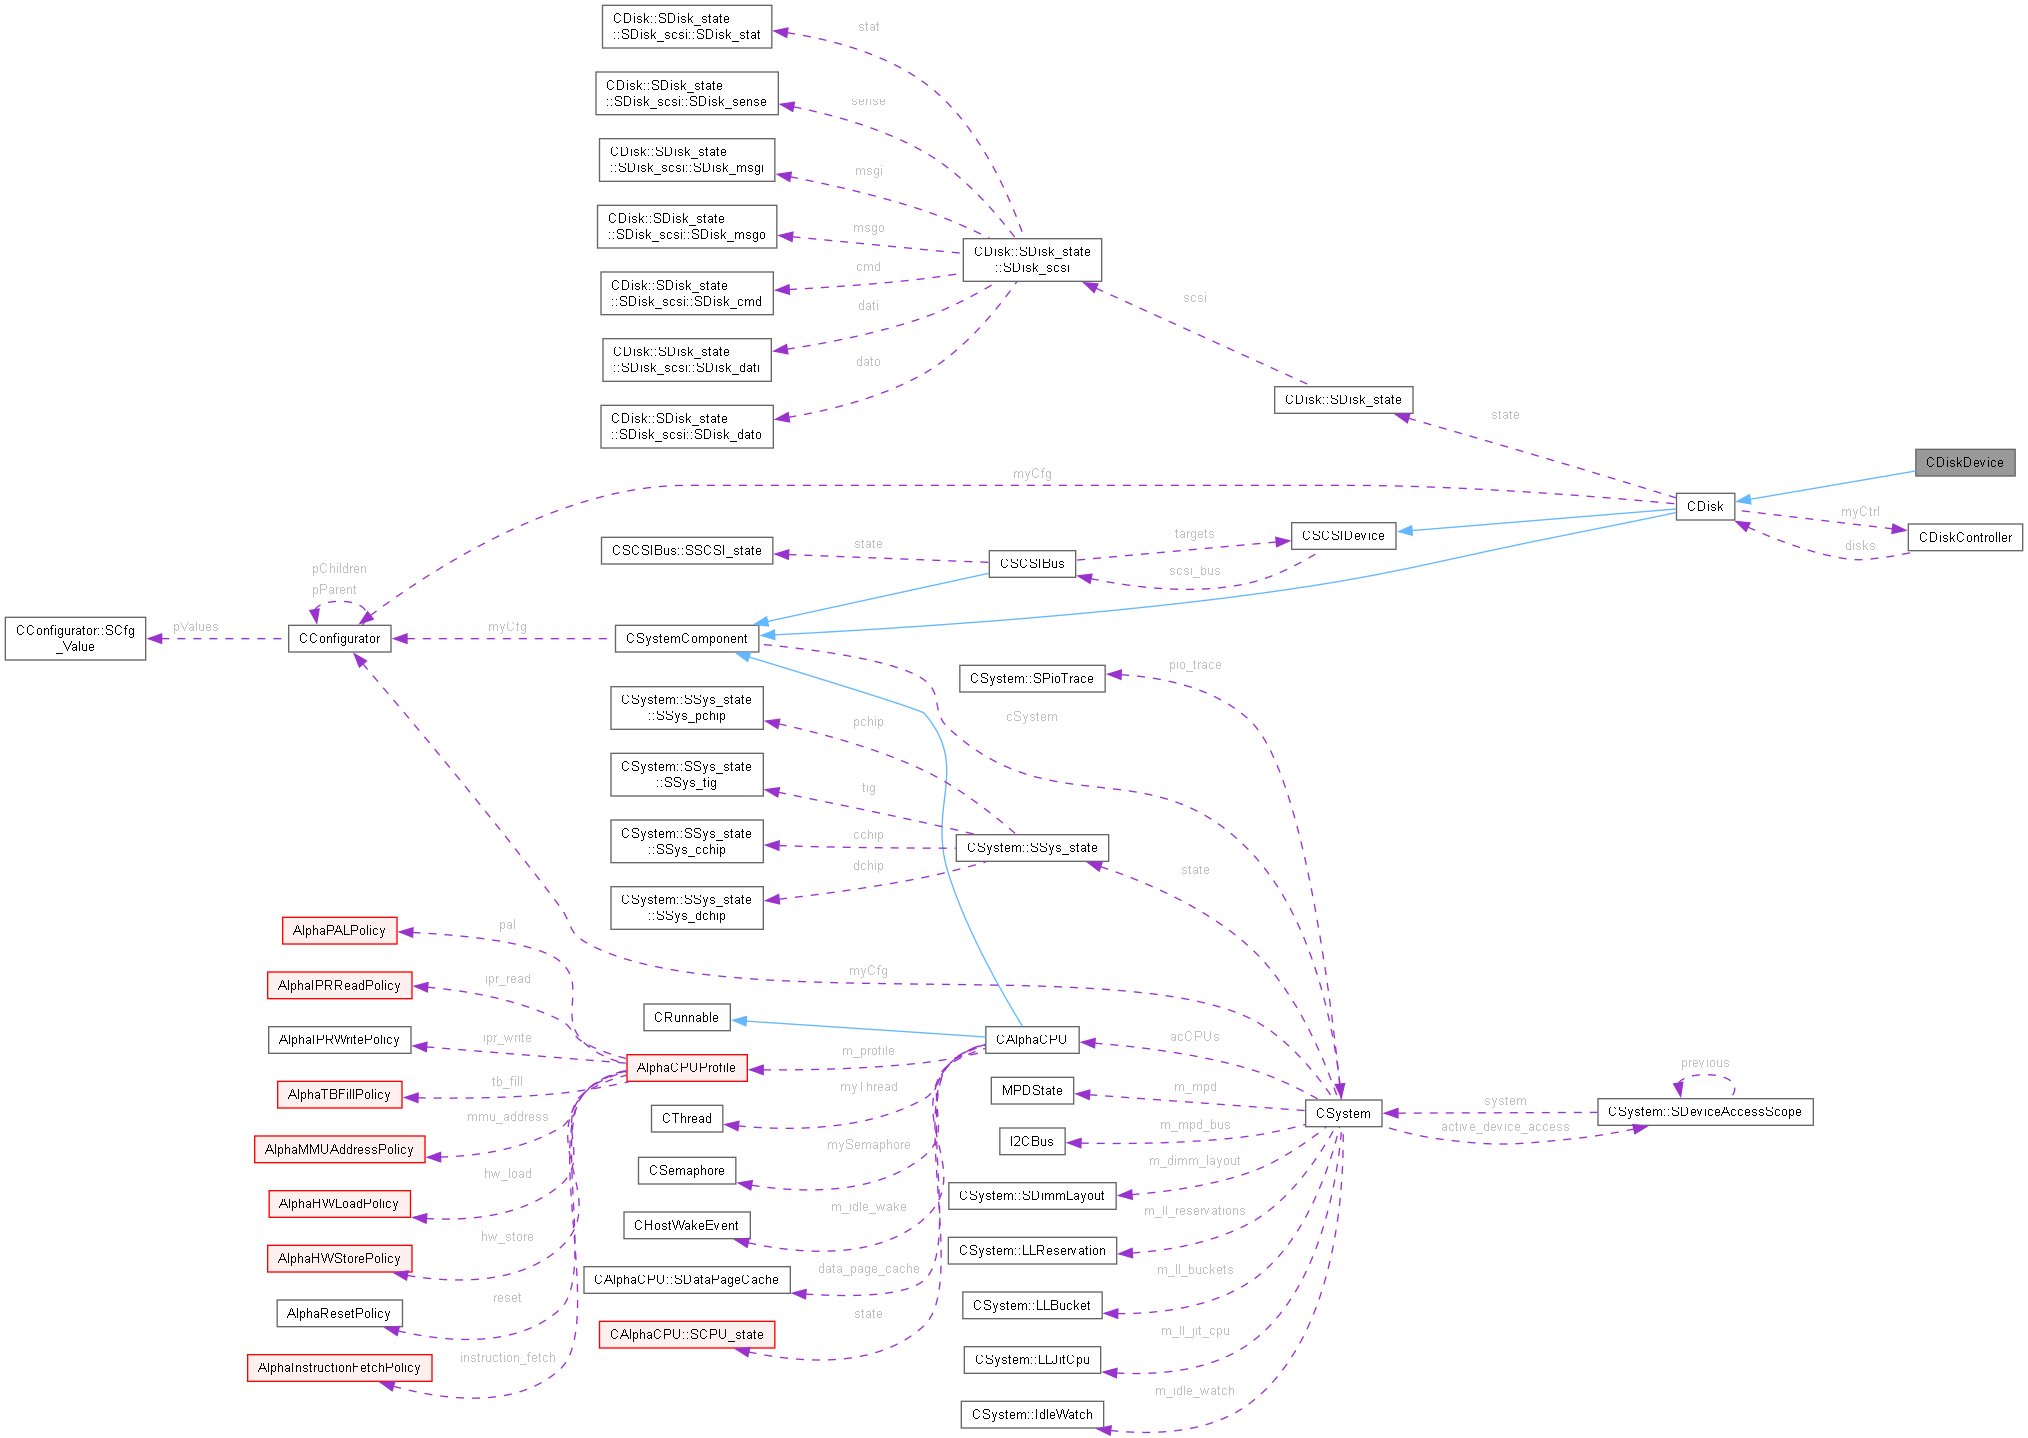 CDisk::SDisk_state
::SDisk_scsi::SDisk_stat
stat
CDisk::SDisk_state
::SDisk_scsi::SDisk_sense
sense
CDisk::SDisk_state
::SDisk_scsi::SDisk_msgi
msgi
CDisk::SDisk_state
::SDisk_scsi::SDisk_msgo
msgo
CDisk::SDisk_state
::SDisk_scsi
CDisk::SDisk_state
::SDisk_scsi::SDisk_cmd
cmd
scsi
CDisk::SDisk_state
::SDisk_scsi::SDisk_dati
dati
dato
CDisk::SDisk_state
::SDisk_scsi::SDisk_dato
CDisk::SDisk_state
state
CDiskDevice
myCfg
CDisk
myCtrl
disks
CDiskController
CSCSIBus::SSCSI_state
state
CSCSIBus
targets
scsi_bus
CSCSIDevice
pChildren
pParent
CConfigurator::SCfg
_Value
pValues
CConfigurator
myCfg
CSystemComponent
CSystem::SPioTrace
pio_trace
cSystem
CSystem::SSys_state
::SSys_pchip
pchip
CSystem::SSys_state
::SSys_tig
tig
CSystem::SSys_state
::SSys_cchip
cchip
CSystem::SSys_state
dchip
state
CSystem::SSys_state
::SSys_dchip
AlphaPALPolicy
pal
myCfg
AlphaIPRReadPolicy
ipr_read
CRunnable
AlphaIPRWritePolicy
ipr_write
CAlphaCPU
acCPUs
AlphaCPUProfile
m_profile
AlphaTBFillPolicy
tb_fill
myThread
MPDState
m_mpd
previous
CThread
mmu_address
CSystem
system
CSystem::SDeviceAccessScope
active_device_access
AlphaMMUAddressPolicy
mySemaphore
I2CBus
m_mpd_bus
CSemaphore
hw_load
m_dimm_layout
AlphaHWLoadPolicy
m_idle_wake
CSystem::SDimmLayout
m_ll_reservations
CHostWakeEvent
hw_store
AlphaHWStorePolicy
CSystem::LLReservation
data_page_cache
CAlphaCPU::SDataPageCache
m_ll_buckets
reset
AlphaResetPolicy
state
CSystem::LLBucket
CAlphaCPU::SCPU_state
m_ll_jit_cpu
instruction_fetch
AlphaInstructionFetchPolicy
CSystem::LLJitCpu
m_idle_watch
CSystem::IdleWatch